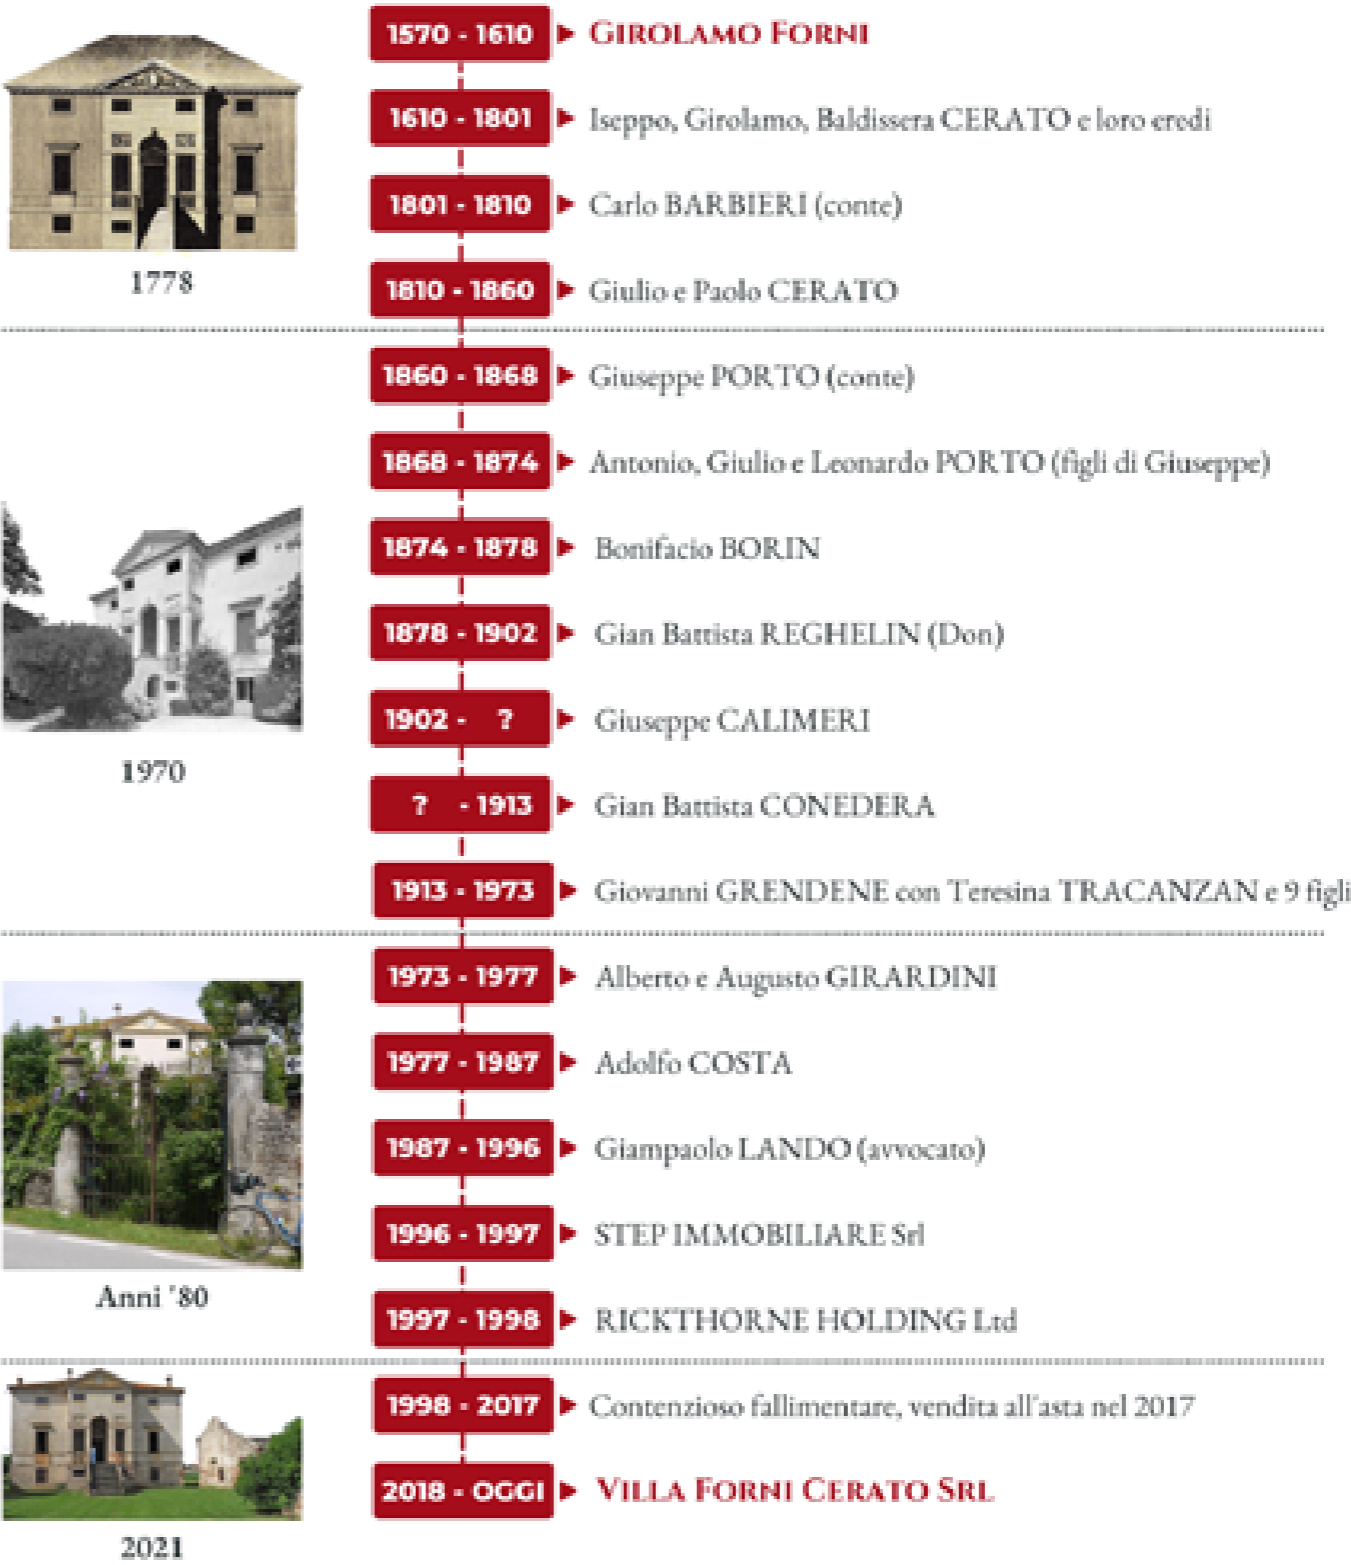 1570 - 1610 GIROLAMO FORNI
1610 - 1801 Iseppo, Girolamo, Baldissera CERATO e loro eredi
1801 - 1810 Carlo BARBIERI (conte)
1778
1810 - 1860 Giulio e Paolo CERATO
1860 - 1868 Giuseppe PORTO (conte)
1868 - 1874 Antonio, Giulio e Leonardo PORTO (figli di Giuseppe)
1874 - 1878 Bonifacio BORIN
1878 - 1902 Gian Battista REGHELIN (Don)
1902 - ? Giuseppe CALIMERI
1970
? - 1913 Gian Battista CONEDERA
1913 - 1973 Giovanni GRENDENE con Teresina TRACANZAN e 9 figli
1973 - 1977 Alberto e Augusto GIRARDINI
1977 - 1987 Adolfo COSTA
1987 - 1996 Giampaolo LANDO (avvocato)
1996 - 1997 STEP IMMOBILIARE Srl
Anni '80
1997 - 1998 RICKTHORNE HOLDING Ltd
1998 - 2017 Contenzioso fallimentare, vendita all'asta nel 2017
2018 - OGGI VILLA FORNI CERATO SRL
2021